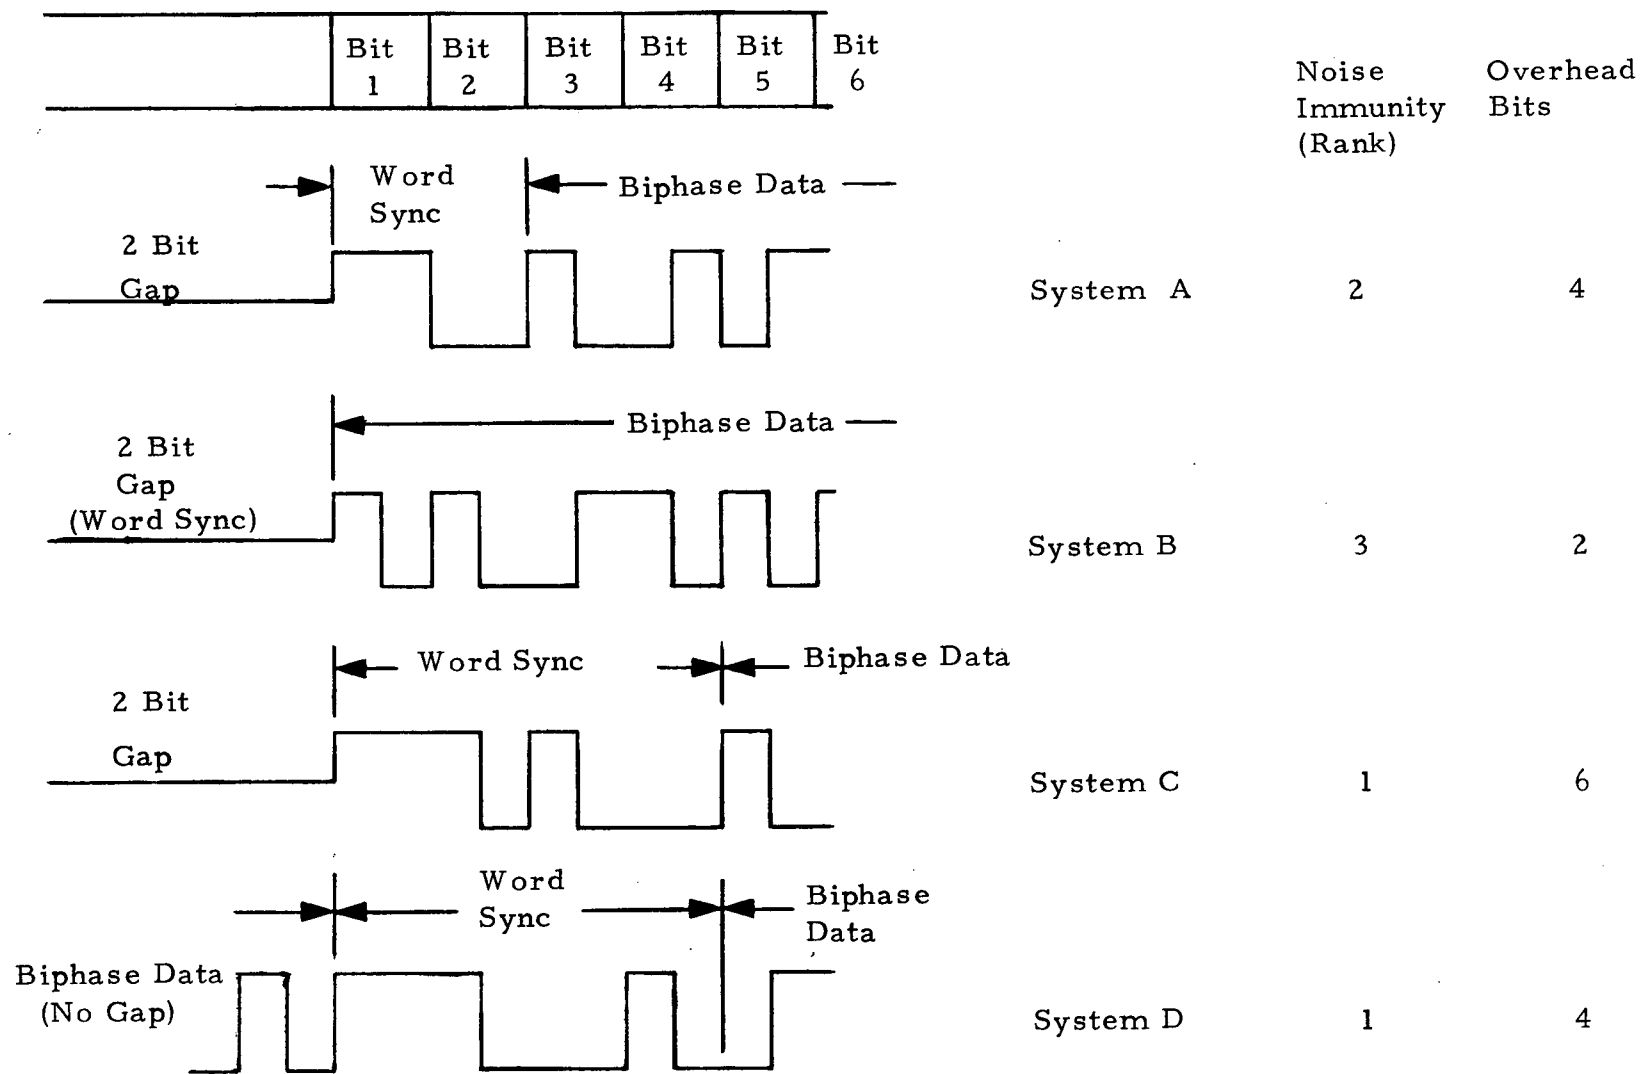 Bit 1
Bit 2
Bit 3
Bit 4
Bit 5
Bit 6
Noise Immunity (Rank)
Overhead Bits
Word Sync
Biphase Data
2 Bit Gap
System A 2 4
Biphase Data
2 Bit Gap (Word Sync)
System B 3 2
Word Sync
Biphase Data
2 Bit Gap
System C 1 6
Word Sync
Biphase Data
Biphase Data (No Gap)
System D 1 4